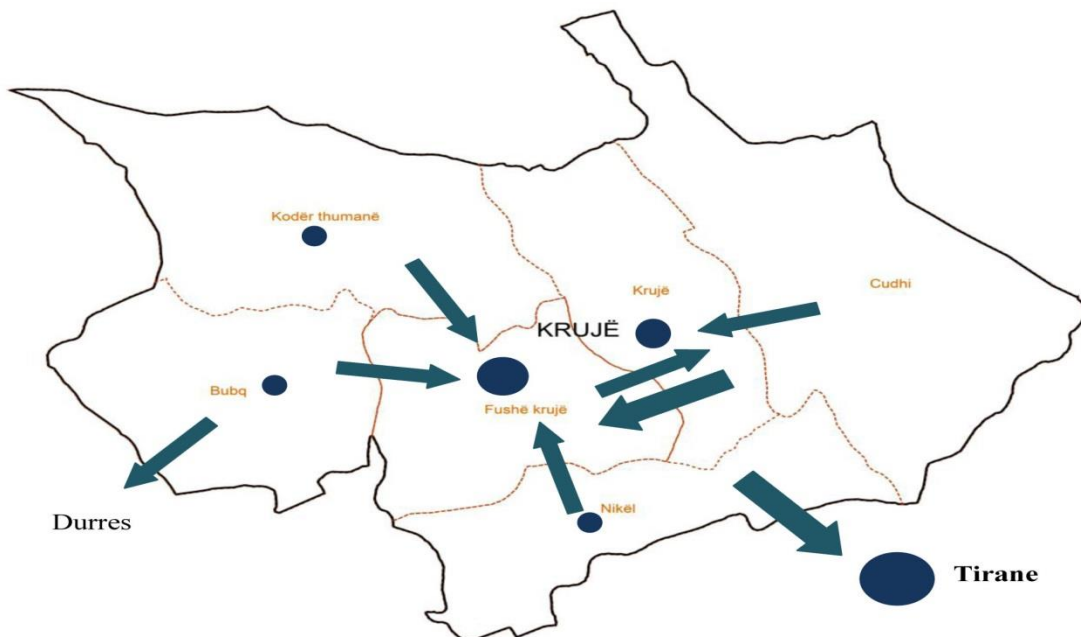 Kodër thumanë
Krujë
Cudhi
KRUJË
Bubq
Fushë krujë
Nikël
Durres
Tirane